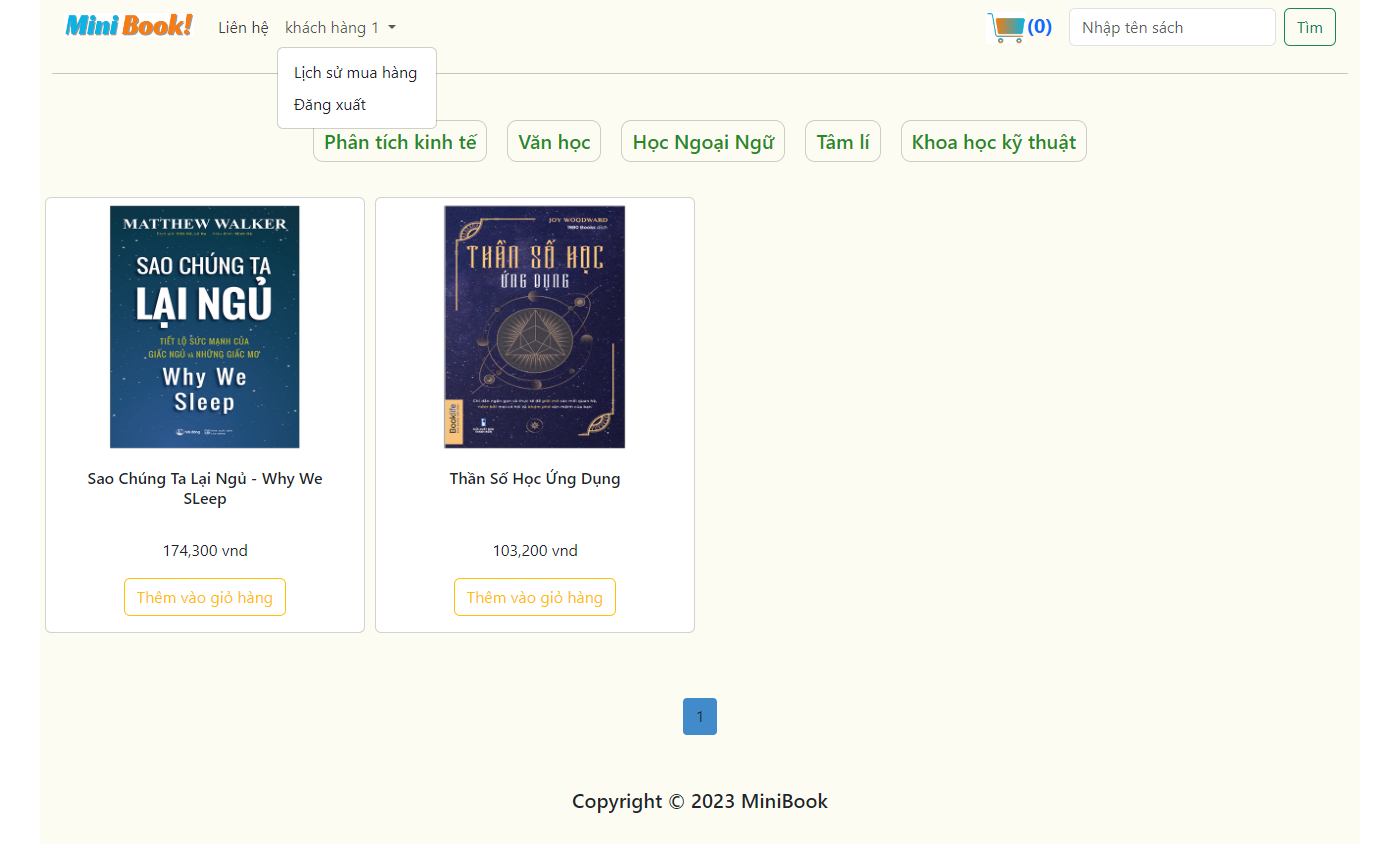 Mini Book!
Liên hệ
khách hàng 1
(0)
Nhập tên sách
Tìm
Lịch sử mua hàng
Đăng xuất
Phân tích kinh tế
Văn học
Học Ngoại Ngữ
Tâm lí
Khoa học kỹ thuật
MATTHEW WALKER
SAO CHÚNG TA
LẠI NGỦ
TIẾT LỘ SỨC MẠNH CỦA
GIẤC NGỦ VÀ NHỮNG GIẤC MƠ
Why We
Sleep
JOY WOODWARD
1980 Books dịch
THẦN SỐ HỌC
ỨNG DỤNG
Booklife
Sao Chúng Ta Lại Ngủ - Why We
SLeep
174,300 vnd
Thêm vào giỏ hàng
Thần Số Học Ứng Dụng
103,200 vnd
Thêm vào giỏ hàng
1
Copyright © 2023 MiniBook